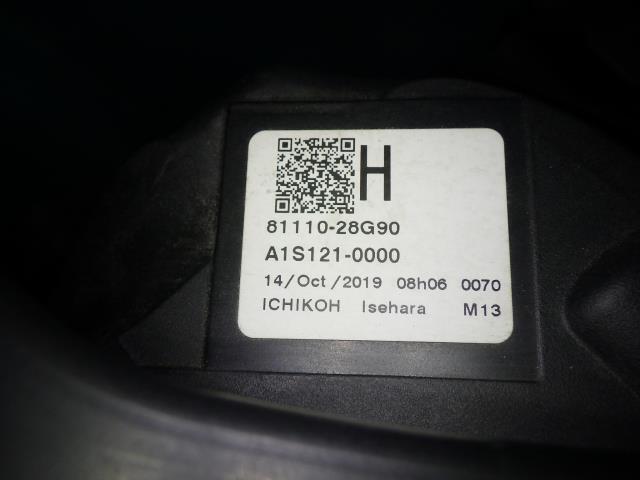 H
81110-28G90
A1S121-0000
14/Oct/2019 08h06 0070
ICHIKOH Isehara M13